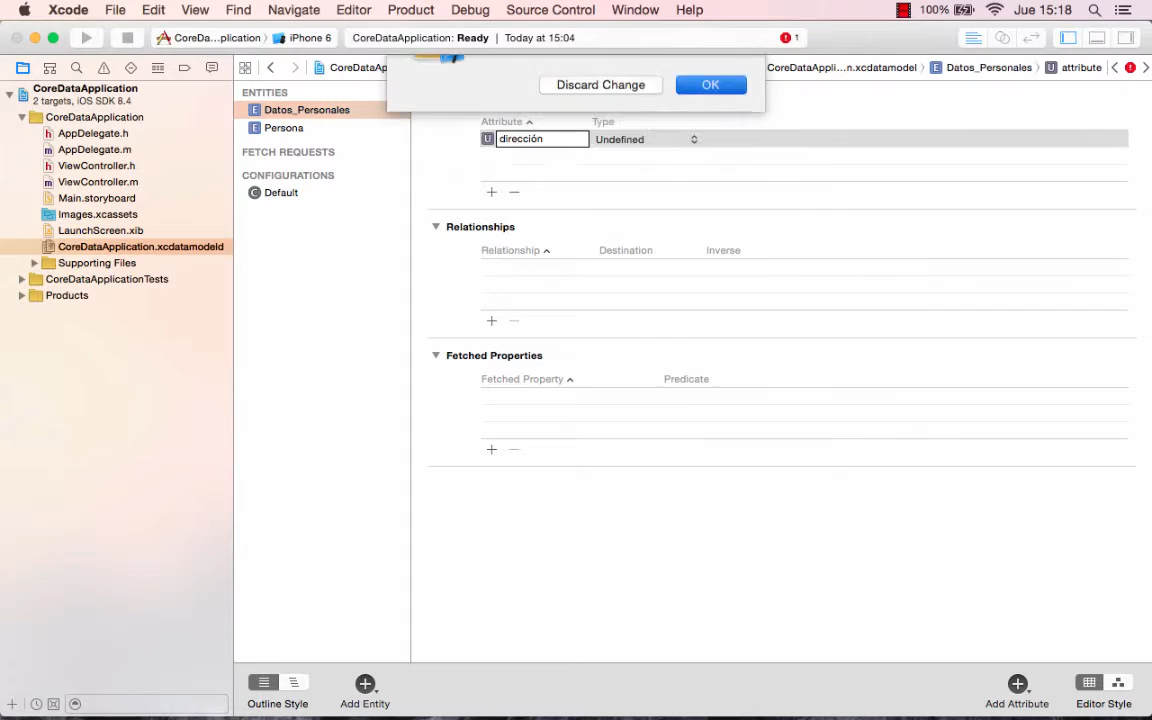 Xcode File Edit View Find Navigate Editor Product Debug Source Control Window Help 100% Jue 15:18
CoreDa...plication iPhone 6 CoreDataApplication: Ready Today at 15:04 1
CoreDataAp CoreDataAppli...n.xcdatamodel E Datos_Personales U attribute
Discard Change OK
CoreDataApplication
2 targets, iOS SDK 8.4
CoreDataApplication
h AppDelegate.h
m AppDelegate.m
h ViewController.h
m ViewController.m
Main.storyboard
Images.xcassets
LaunchScreen.xib
CoreDataApplication.xcdatamodeld
Supporting Files
CoreDataApplicationTests
Products
ENTITIES
E Datos_Personales
E Persona
FETCH REQUESTS
CONFIGURATIONS
C Default
Attribute Type
U dirección Undefined
Relationships
Relationship Destination Inverse
Fetched Properties
Fetched Property Predicate
Outline Style Add Entity Add Attribute Editor Style